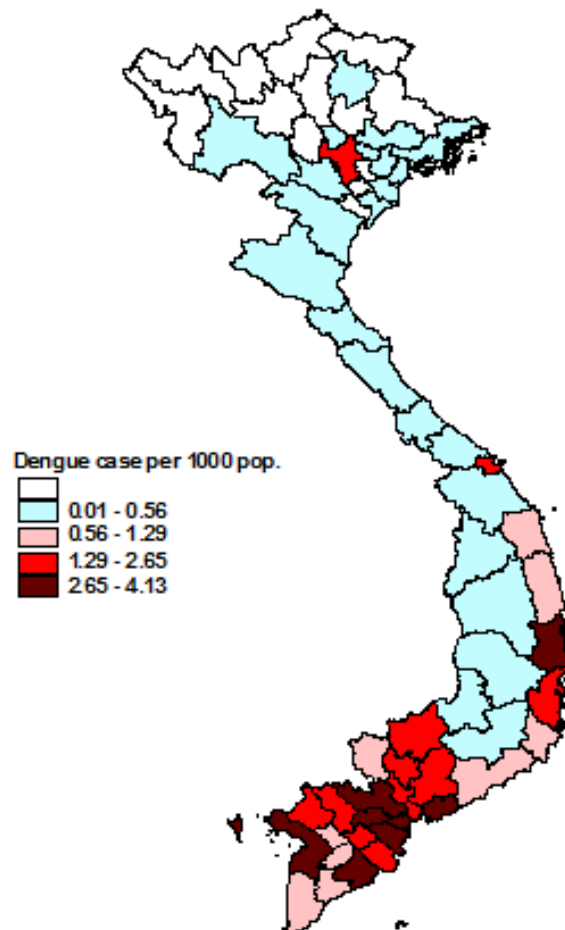 Dengue case per 1000 pop.
0.01 - 0.56
0.56 - 1.29
1.29 - 2.65
2.65 - 4.13